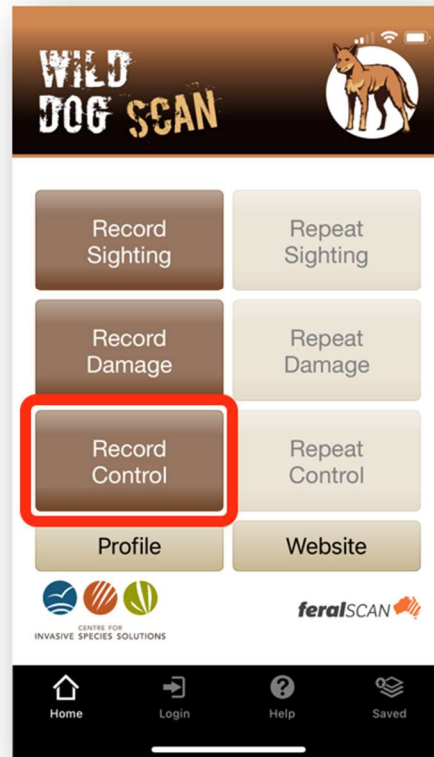 WILD
DOG SCAN
Record
Sighting
Repeat
Sighting
Record
Damage
Repeat
Damage
Record
Control
Repeat
Control
Profile
Website
CENTRE FOR
INVASIVE SPECIES SOLUTIONS
feralSCAN
Home
Login
Help
Saved